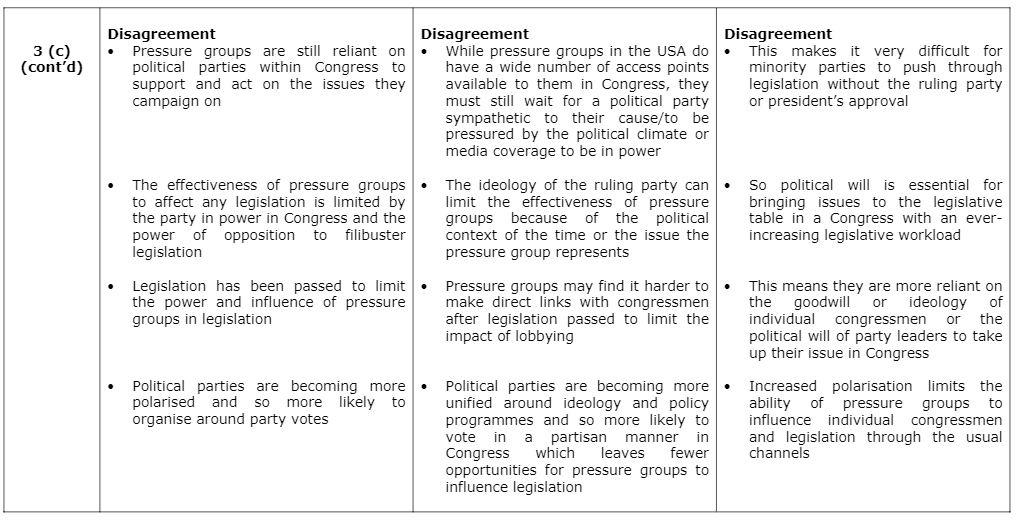 3 (c)
(cont’d)
Disagreement
• Pressure groups are still reliant on
political parties within Congress to
support and act on the issues they
campaign on
• The effectiveness of pressure groups
to affect any legislation is limited by
the party in power in Congress and the
power of opposition to filibuster
legislation
• Legislation has been passed to limit
the power and influence of pressure
groups in legislation
• Political parties are becoming more
polarised and so more likely to
organise around party votes
Disagreement
• While pressure groups in the USA do
have a wide number of access points
available to them in Congress, they
must still wait for a political party
sympathetic to their cause/to be
pressured by the political climate or
media coverage to be in power
• The ideology of the ruling party can
limit the effectiveness of pressure
groups because of the political
context of the time or the issue the
pressure group represents
• Pressure groups may find it harder to
make direct links with congressmen
after legislation passed to limit the
impact of lobbying
• Political parties are becoming more
unified around ideology and policy
programmes and so more likely to
vote in a partisan manner in
Congress which leaves fewer
opportunities for pressure groups to
influence legislation
Disagreement
• This makes it very difficult for
minority parties to push through
legislation without the ruling party
or president’s approval
• So political will is essential for
bringing issues to the legislative
table in a Congress with an ever-
increasing legislative workload
• This means they are more reliant on
the goodwill or ideology of
individual congressmen or the
political will of party leaders to take
up their issue in Congress
• Increased polarisation limits the
ability of pressure groups to
influence individual congressmen
and legislation through the usual
channels